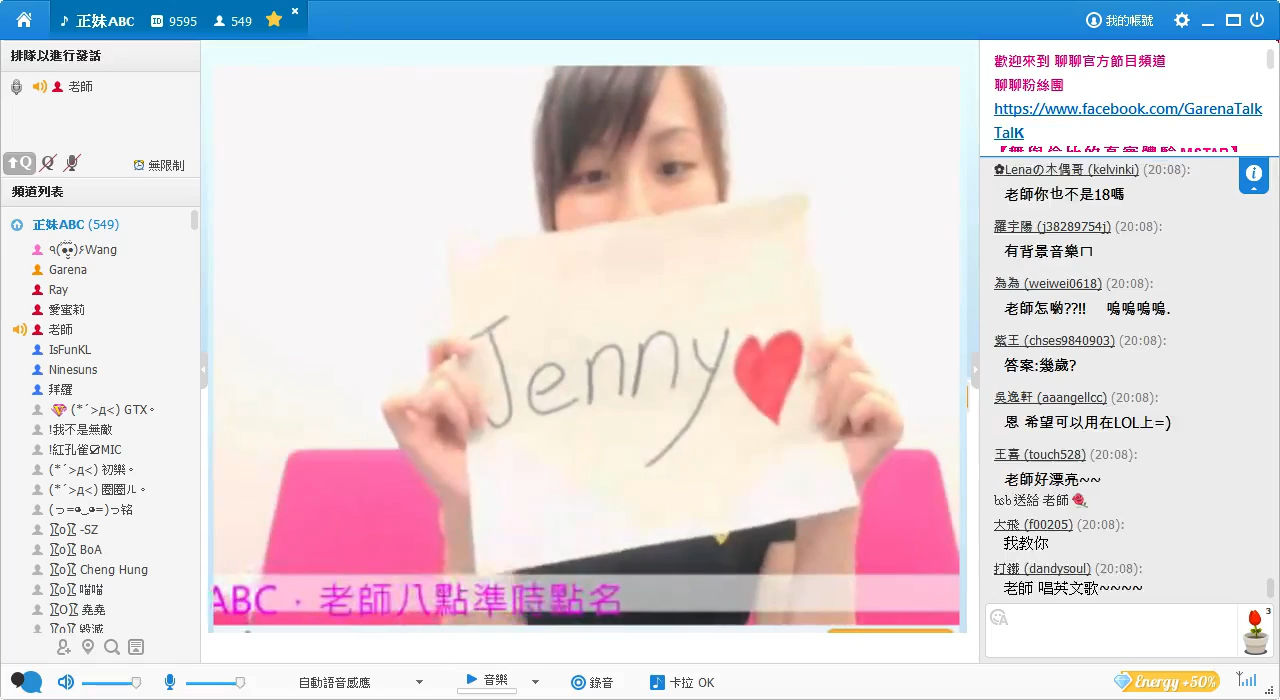 正妹ABC 9595 549
我的帳號
排隊以進行發話
老師
Q
無限制
頻道列表
正妹ABC (549)
Wang
Garena
Ray
愛蜜莉
老師
IsFunKL
Ninesuns
拜羅
(*´>д<) GTX。
!我不是無敵
!紅孔雀☑MIC
(*´>д<) 初樂。
(*´>д<) 圈圈ㄦ。
-SZ
BoA
Cheng Hung
喵喵
堯堯
Jenny
ABC．老師八點準時點名
歡迎來到 聊聊官方節目頻道
聊聊粉絲團
https://www.facebook.com/GarenaTalk
TalK
✿Lenaの木偶哥 (kelvinki) (20:08):
老師你也不是18嗎
羅宇陽 (j38289754j) (20:08):
有背景音樂ㄇ
為為 (weiwei0618) (20:08):
老師怎喲??!! 嗚嗚嗚嗚.
紫王 (chses9840903) (20:08):
答案:幾歲?
吳逸軒 (aaangellcc) (20:08):
恩 希望可以用在LOL上=)
王喜 (touch528) (20:08):
老師好漂亮~~
送給 老師
大飛 (f00205) (20:08):
我教你
打鐵 (dandysoul) (20:08):
老師 唱英文歌~~~~
3
自動語音感應
音樂
錄音
卡拉 OK
Energy +50%